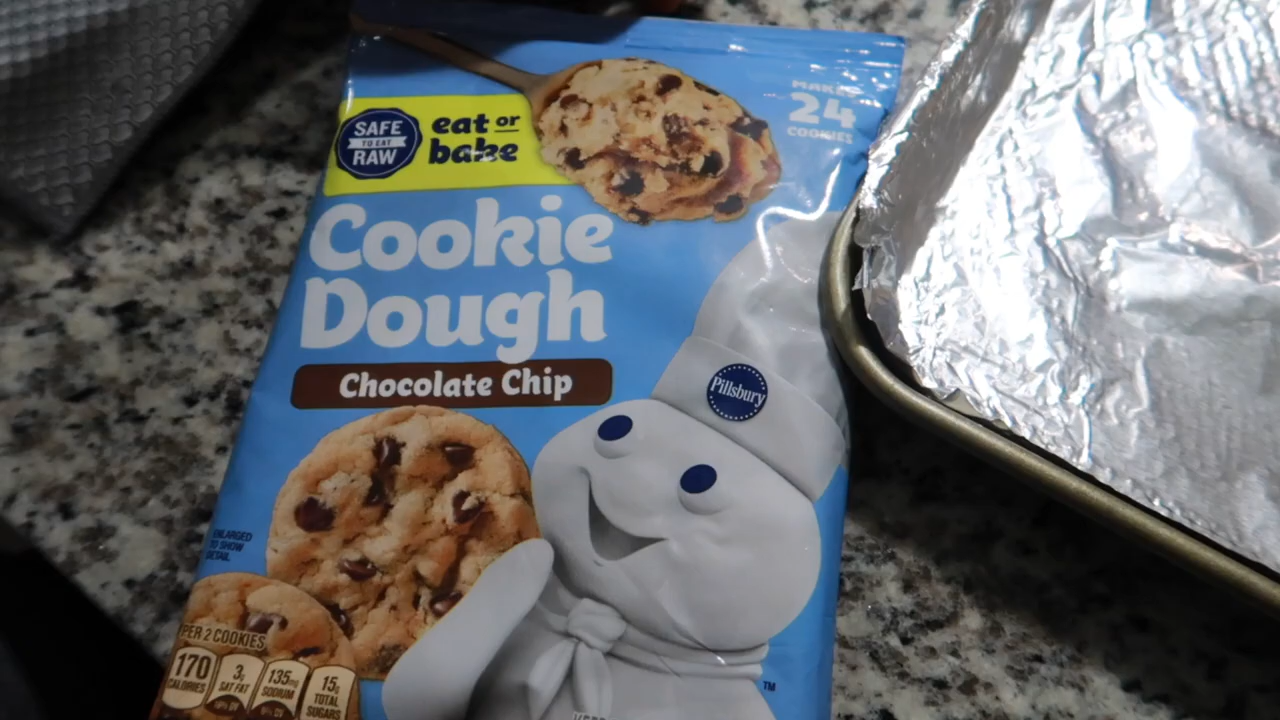 MAKES
24
COOKIES
SAFE
TO EAT
RAW
eat or
bake
Cookie
Dough
Chocolate Chip
Pillsbury
ENLARGED
TO SHOW
DETAIL
PER 2 COOKIES
170
CALORIES
3g
SAT FAT
135mg
SODIUM
15g
TOTAL
SUGARS
TM